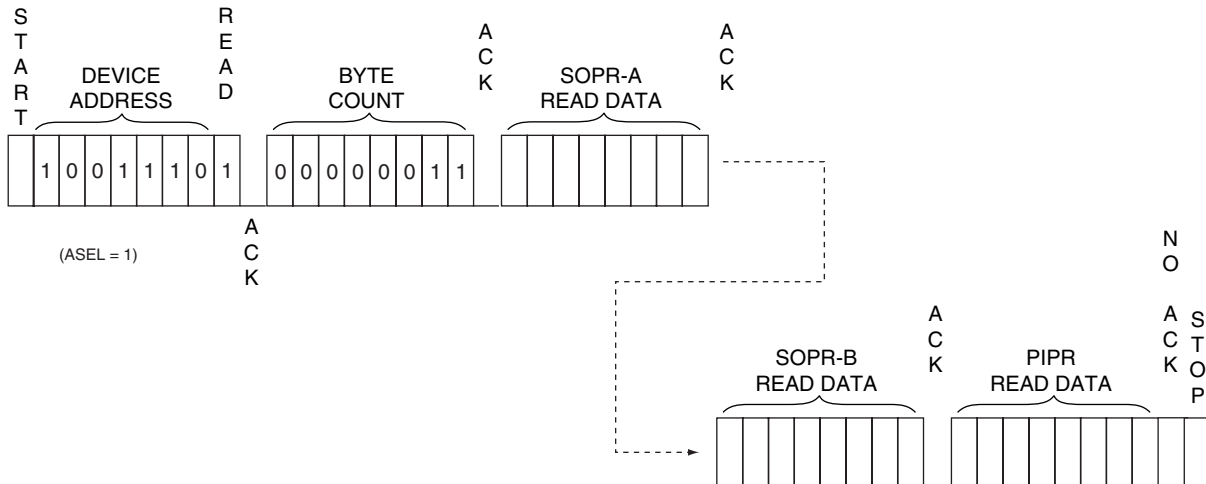 START
DEVICE
ADDRESS
READ
BYTE
COUNT
ACK
SOPR-A
READ DATA
ACK
1 0 0 1 1 1 0 1
0 0 0 0 0 0 1 1
ACK
(ASEL = 1)
SOPR-B
READ DATA
ACK
PIPR
READ DATA
NO ACK
STOP